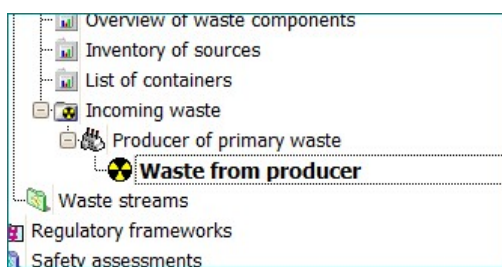 Overview of waste components
Inventory of sources
List of containers
Incoming waste
Producer of primary waste
Waste from producer
Waste streams
Regulatory frameworks
Safety assessments